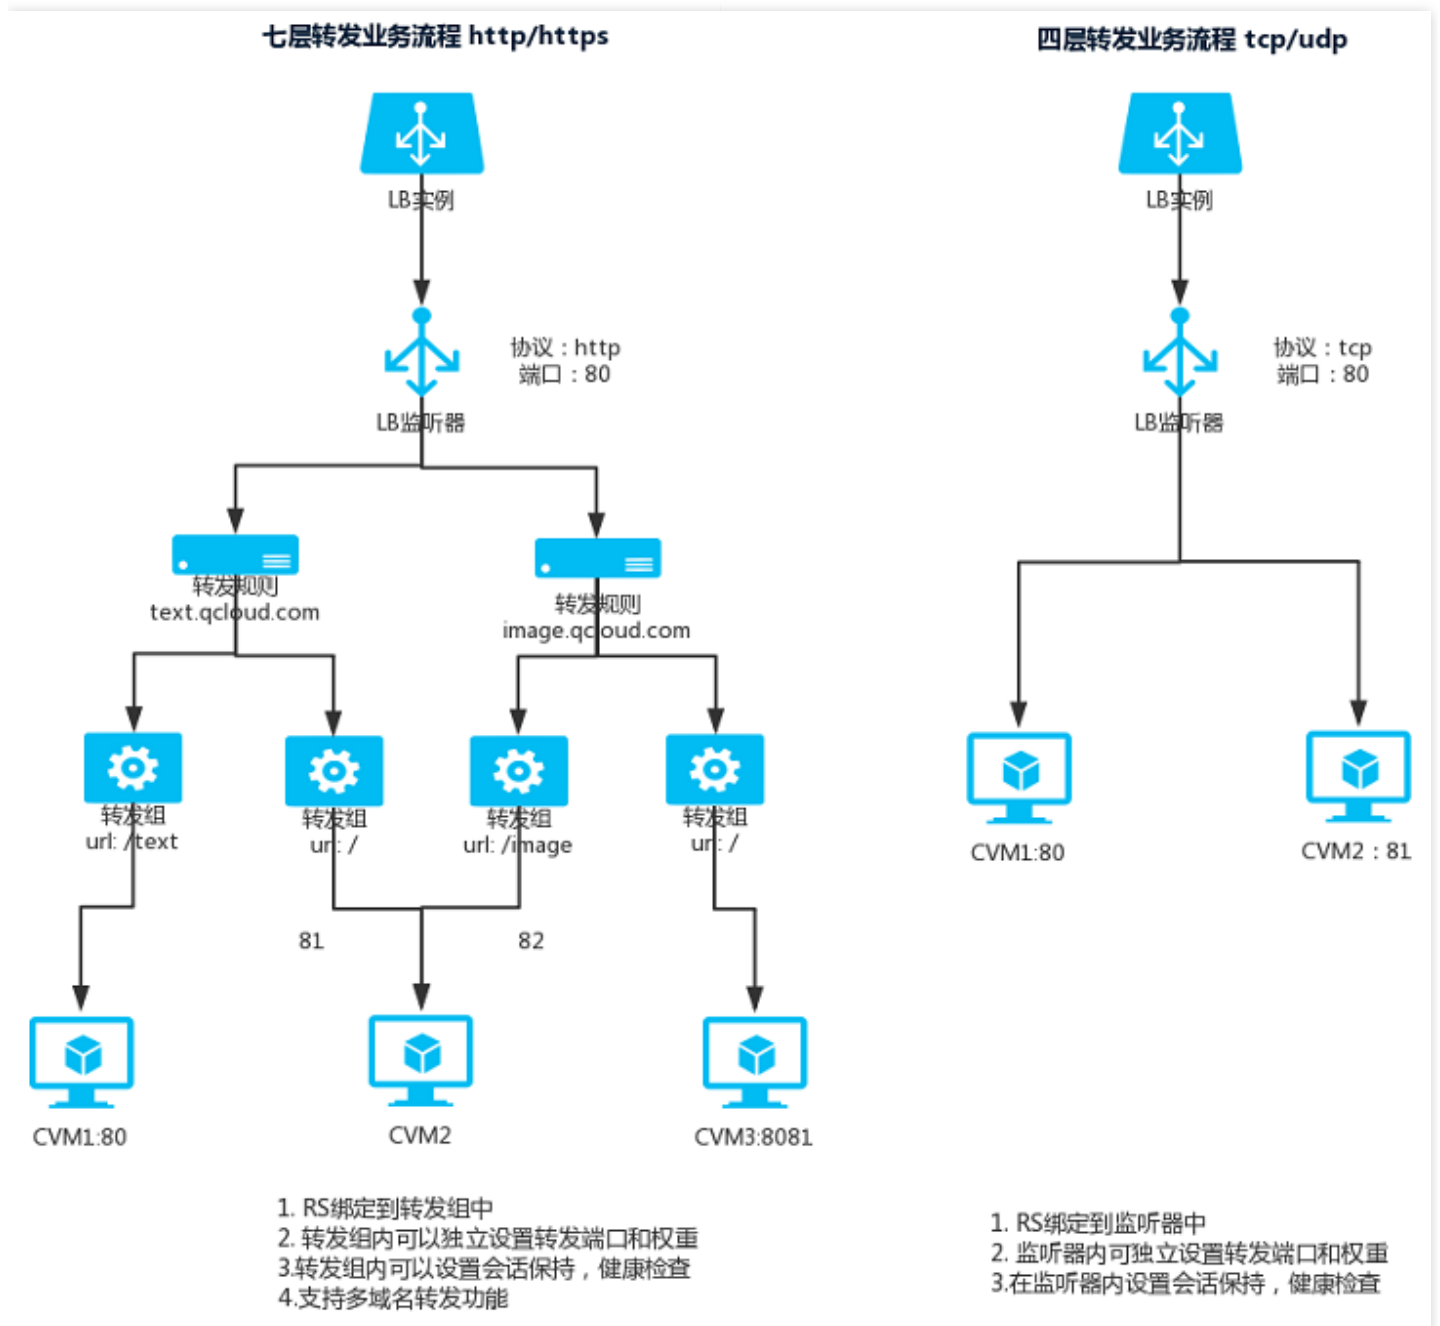 七层转发业务流程 http/https
LB实例
协议：http
端口：80
LB监听器
转发规则
text.qcloud.com
转发规则
image.qcloud.com
转发组
url: /text
转发组
url: /
转发组
url: /image
转发组
url: /
81
82
CVM1:80
CVM2
CVM3:8081
1. RS绑定到转发组中
2. 转发组内可以独立设置转发端口和权重
3.转发组内可以设置会话保持，健康检查
4.支持多域名转发功能
四层转发业务流程 tcp/udp
LB实例
协议：tcp
端口：80
LB监听器
CVM1:80
CVM2：81
1. RS绑定到监听器中
2. 监听器内可独立设置转发端口和权重
3.在监听器内设置会话保持，健康检查